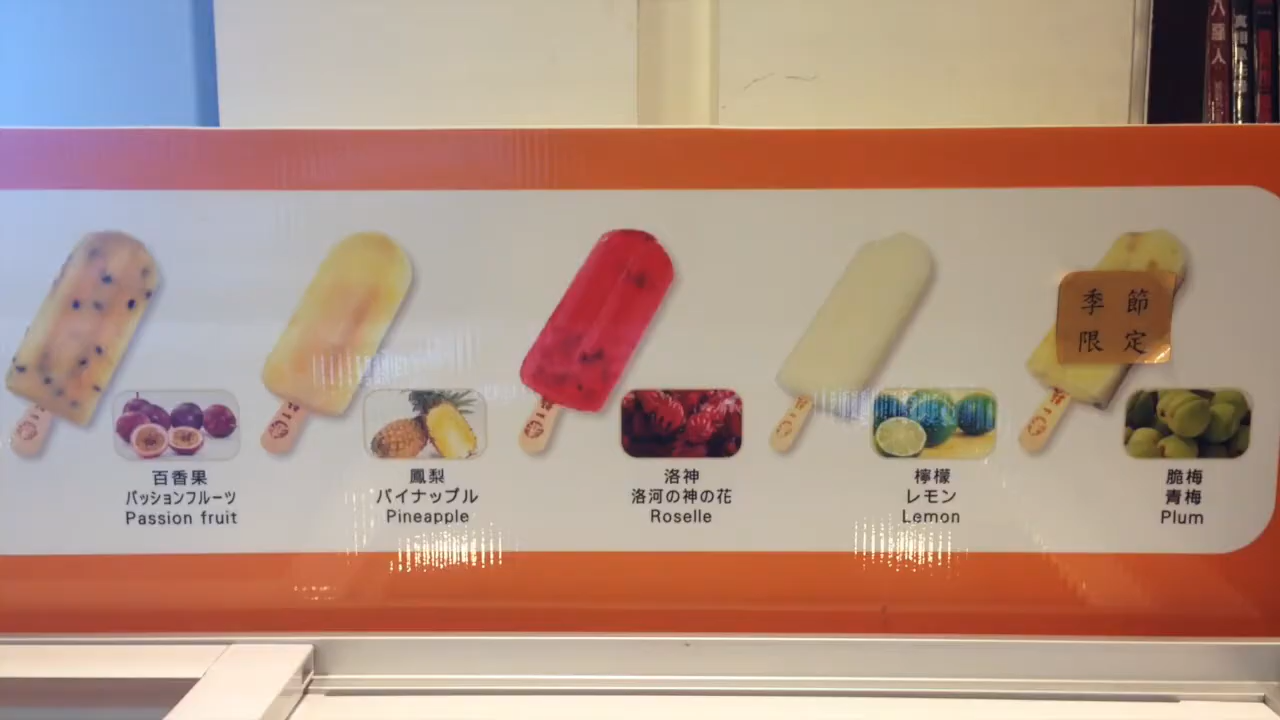 百香果
パッションフルーツ
Passion fruit
鳳梨
パイナップル
Pineapple
洛神
洛河の神の花
Roselle
檸檬
レモン
Lemon
季節
限定
脆梅
青梅
Plum